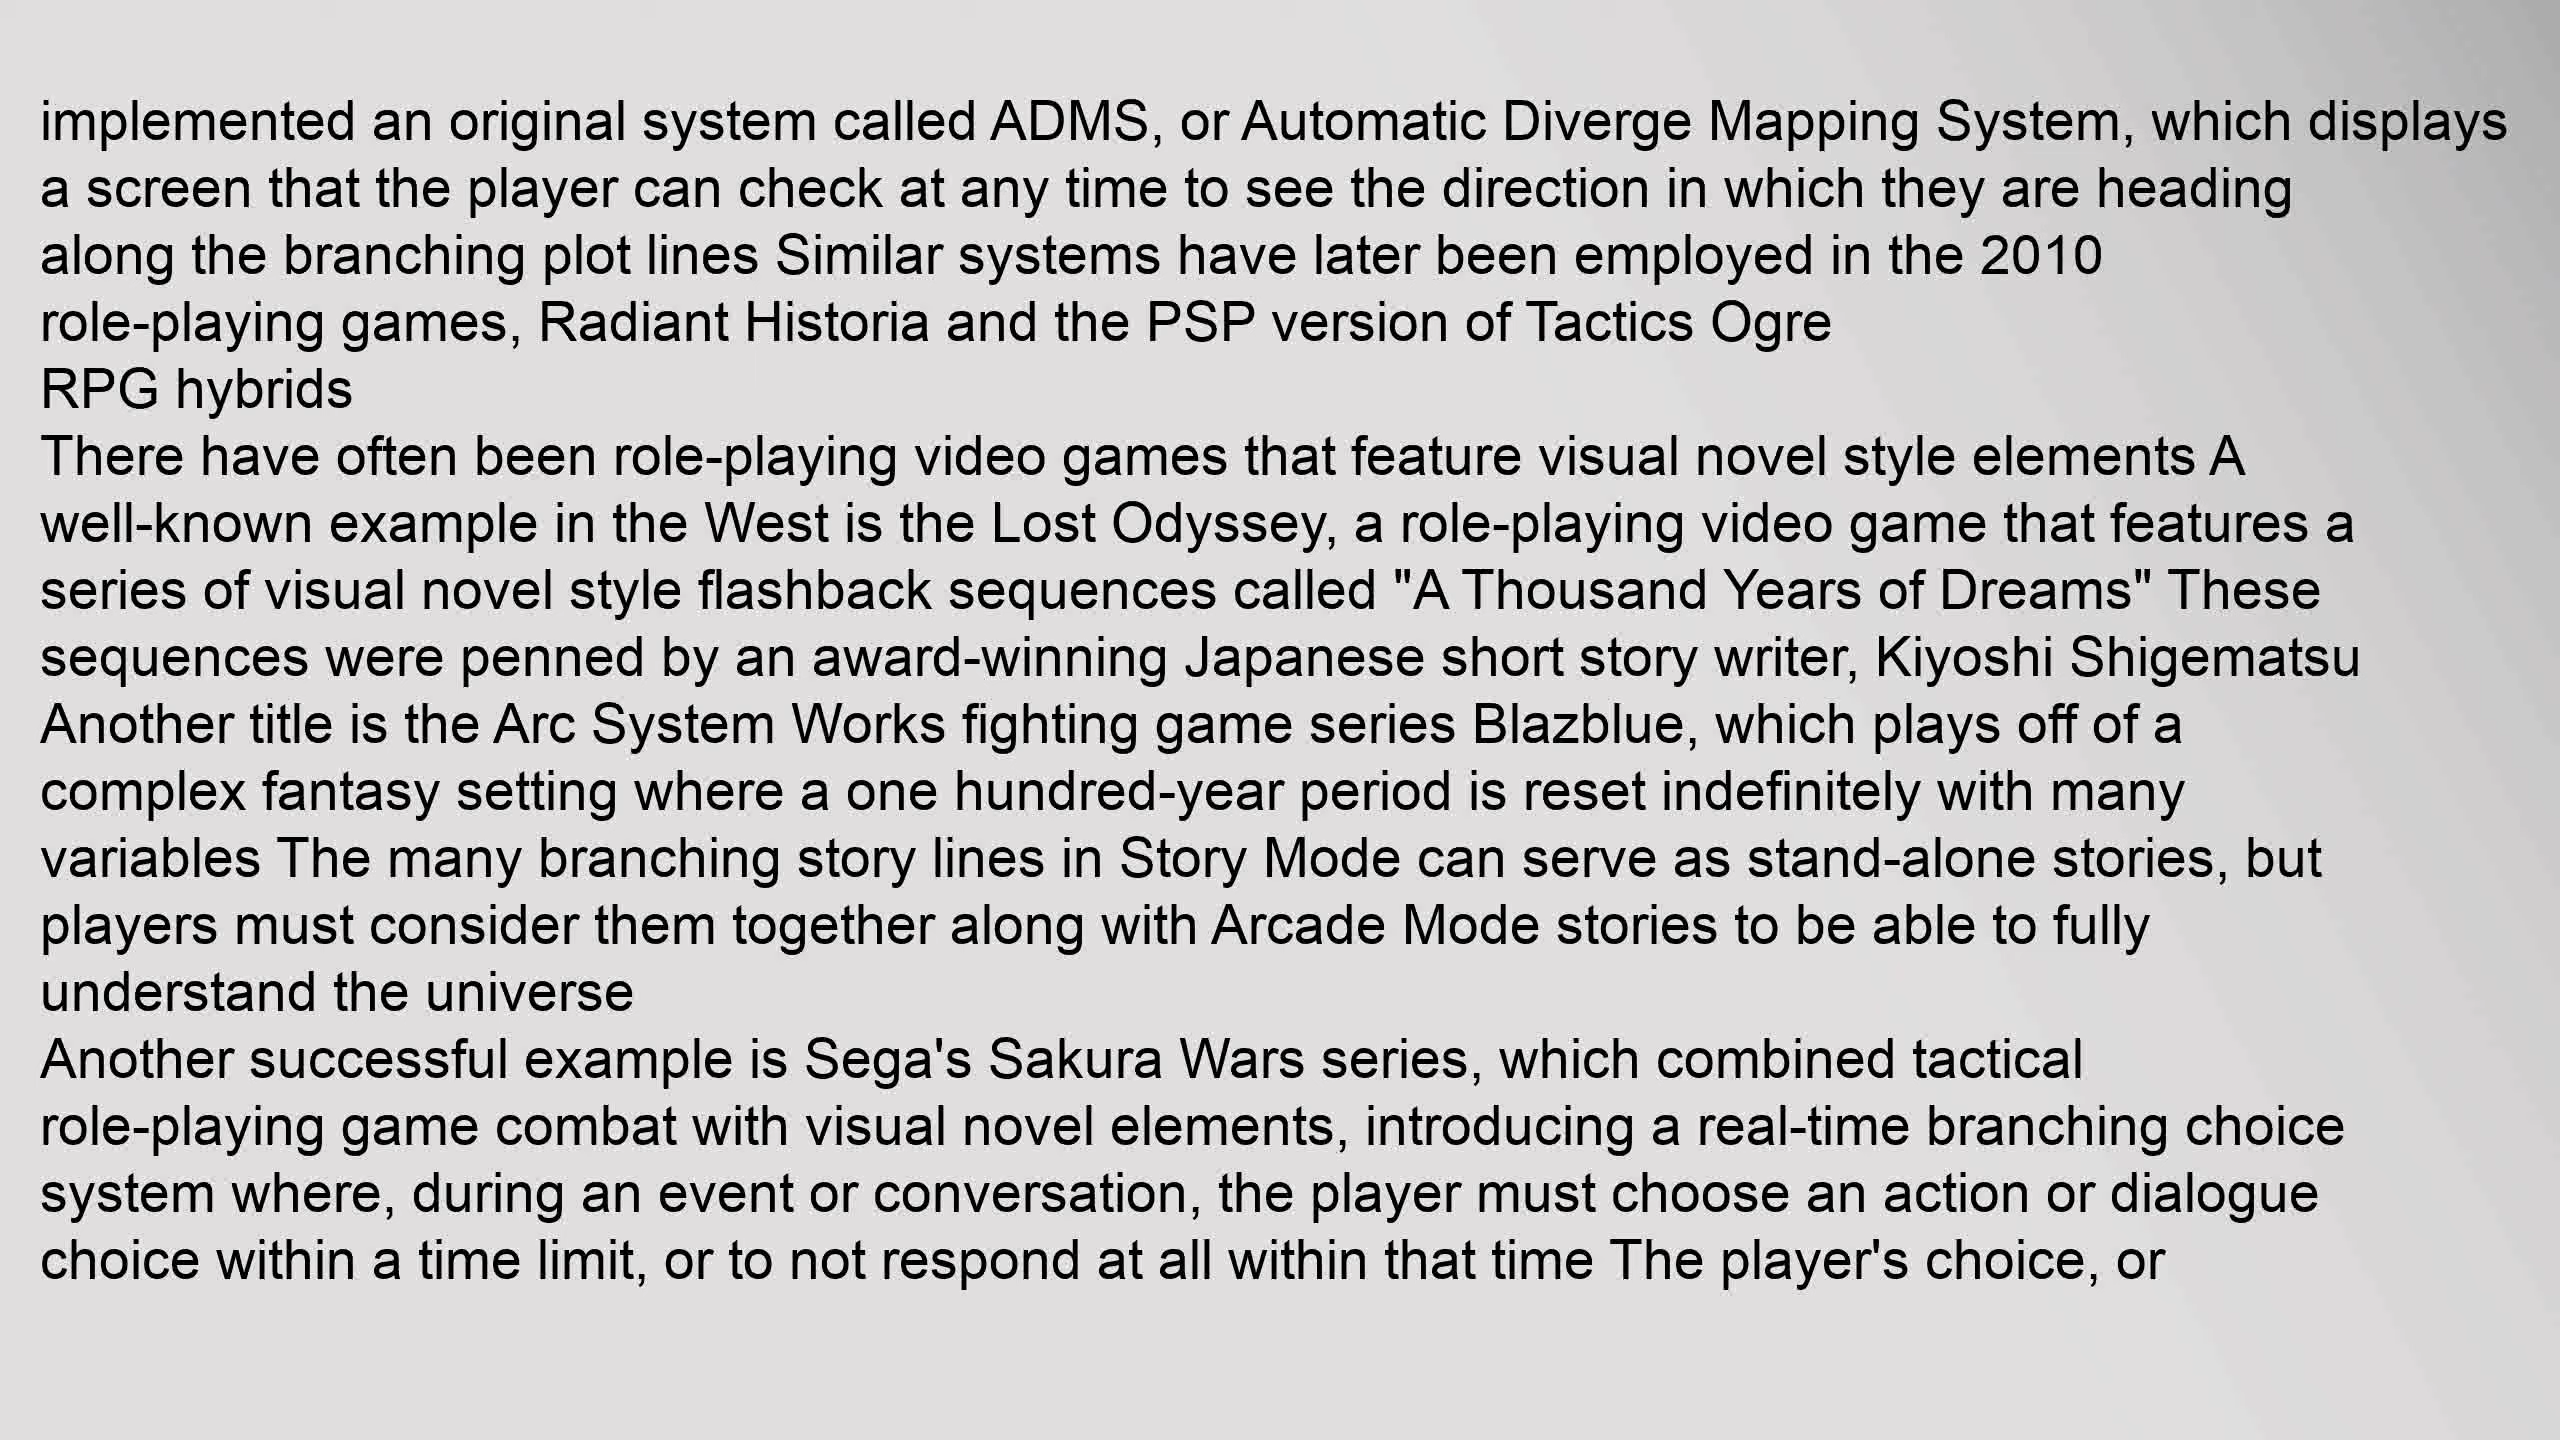 implemented an original system called ADMS, or Automatic Diverge Mapping System, which displays
a screen that the player can check at any time to see the direction in which they are heading
along the branching plot lines Similar systems have later been employed in the 2010
role-playing games, Radiant Historia and the PSP version of Tactics Ogre
RPG hybrids
There have often been role-playing video games that feature visual novel style elements A
well-known example in the West is the Lost Odyssey, a role-playing video game that features a
series of visual novel style flashback sequences called "A Thousand Years of Dreams" These
sequences were penned by an award-winning Japanese short story writer, Kiyoshi Shigematsu
Another title is the Arc System Works fighting game series Blazblue, which plays off of a
complex fantasy setting where a one hundred-year period is reset indefinitely with many
variables The many branching story lines in Story Mode can serve as stand-alone stories, but
players must consider them together along with Arcade Mode stories to be able to fully
understand the universe
Another successful example is Sega's Sakura Wars series, which combined tactical
role-playing game combat with visual novel elements, introducing a real-time branching choice
system where, during an event or conversation, the player must choose an action or dialogue
choice within a time limit, or to not respond at all within that time The player's choice, or